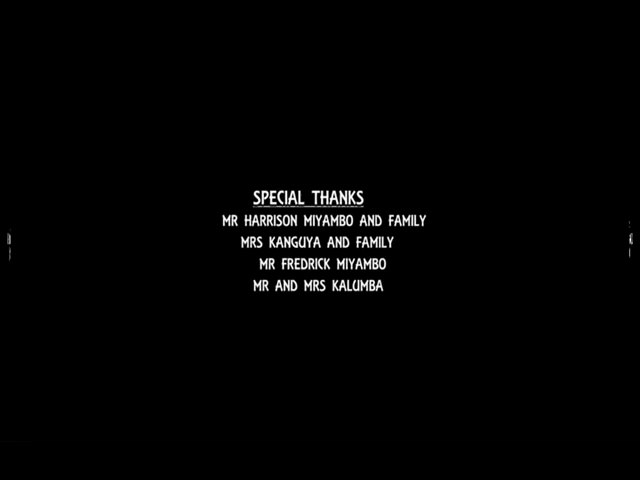 SPECIAL THANKS
MR HARRISON MIYAMBO AND FAMILY
MRS KANGUYA AND FAMILY
MR FREDRICK MIYAMBO
MR AND MRS KALUMBA